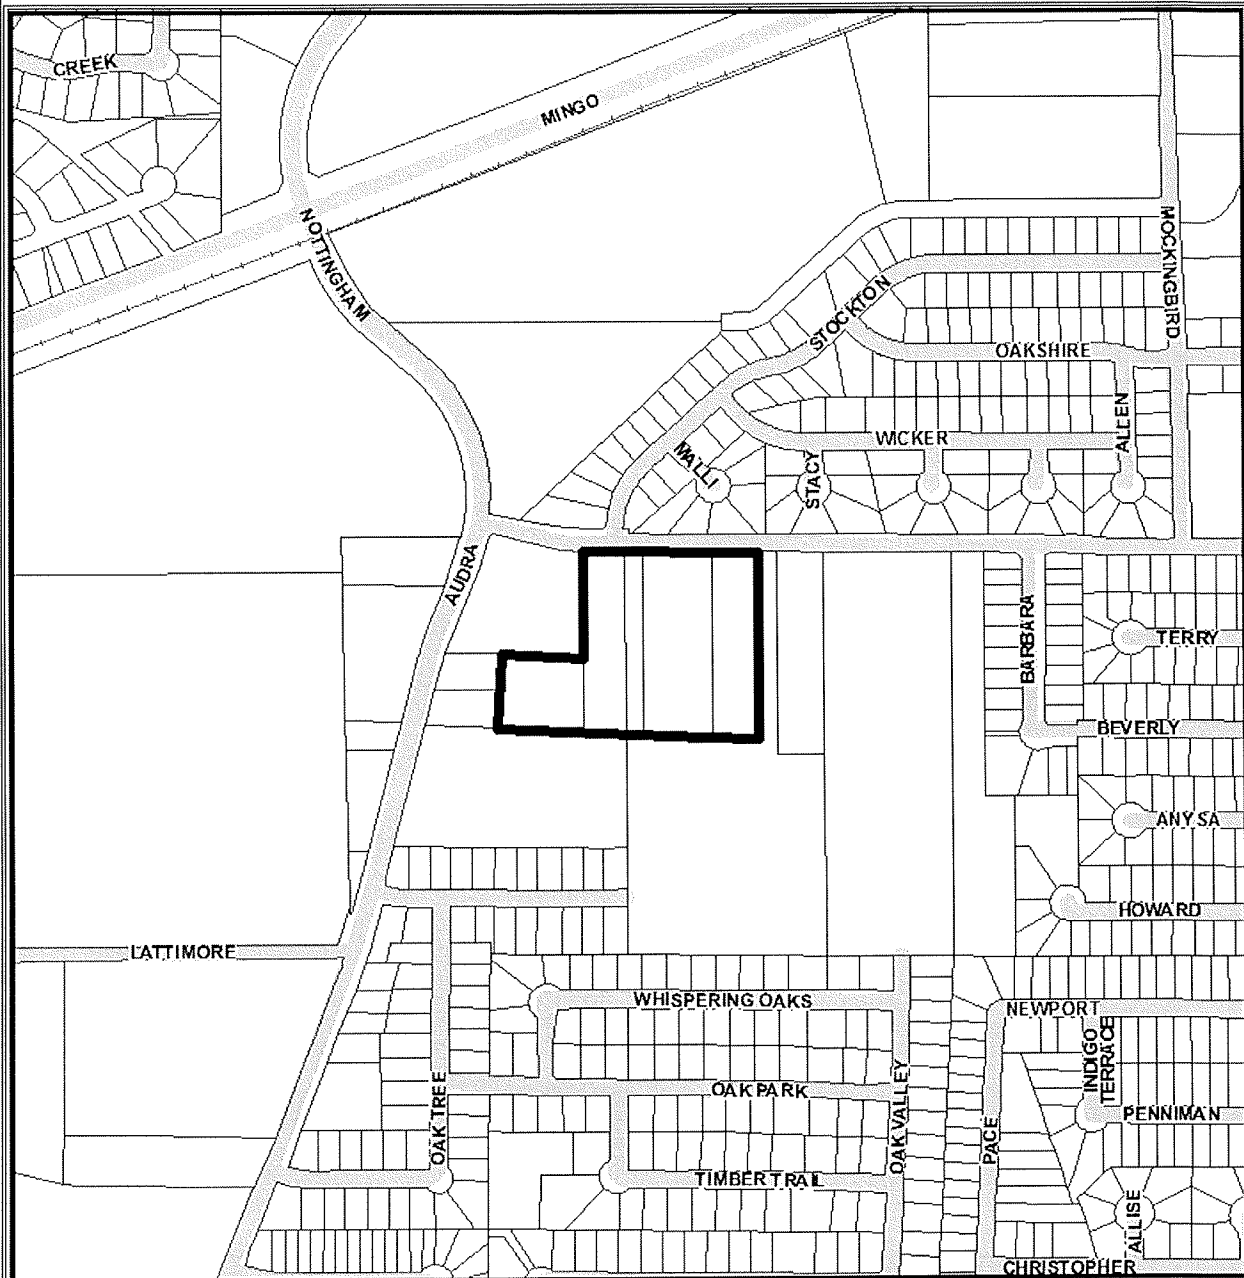 CREEK
MINGO
NOTTINGHAM
MOCKINGBIRD
STOCKTON
OAKSHIRE
ALLEN
WICKER
MALLI
STACY
AUDRA
BARBARA
TERRY
BEVERLY
ANYSA
HOWARD
LATTIMORE
WHISPERING OAKS
NEWPORT
INDIGO
TERRACE
OAK TREE
OAK PARK
OAK VALLEY
PENNIMAN
PACE
TIMBER TRAIL
ALLISE
CHRISTOPHER